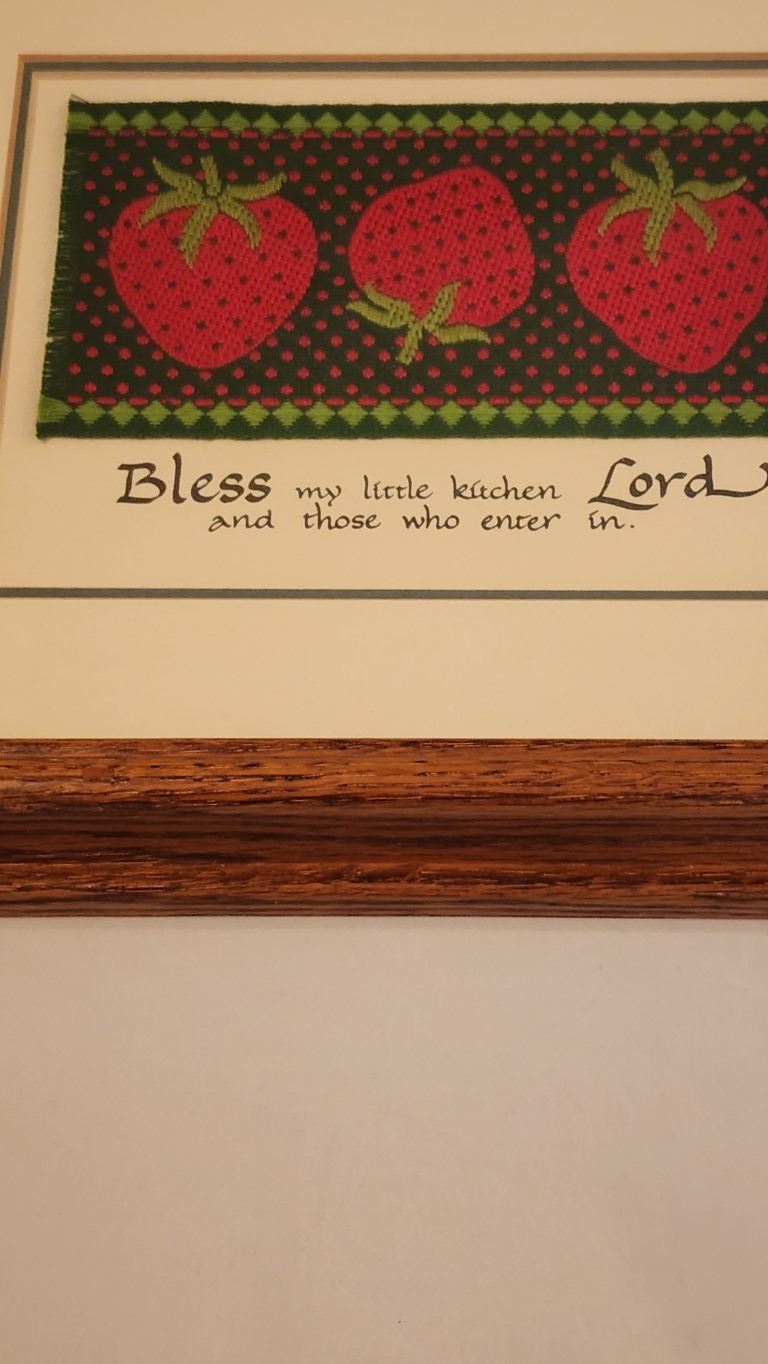 Bless my little kitchen Lord
and those who enter in.